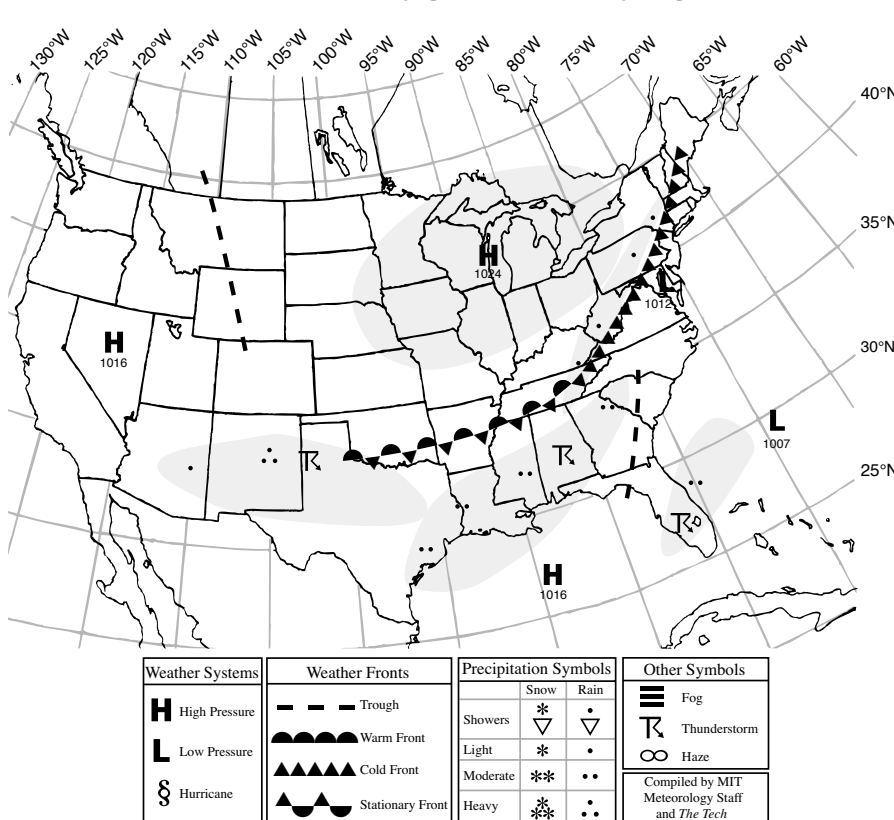 130°W 125°W 120°W 115°W 110°W 105°W 100°W 95°W 90°W 85°W 80°W 75°W 70°W 65°W 60°W
40°N
35°N
30°N
25°N
H
1024
L
1012
H
1016
L
1007
H
1016
Weather Systems
H High Pressure
L Low Pressure
§ Hurricane
Weather Fronts
Trough
Warm Front
Cold Front
Stationary Front
Precipitation Symbols
Snow Rain
Showers
Light
Moderate
Heavy
Other Symbols
Fog
Thunderstorm
Haze
Compiled by MIT
Meteorology Staff
and The Tech